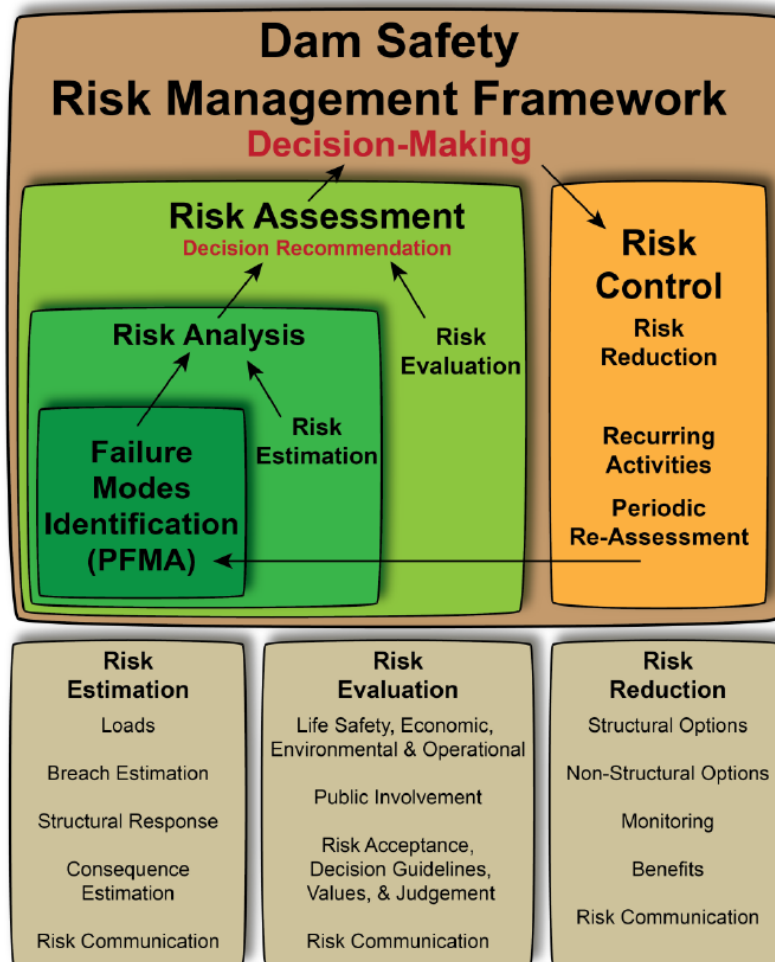 Dam Safety
Risk Management Framework
Decision-Making
Risk Assessment
Decision Recommendation
Risk Analysis
Risk
Evaluation
Risk
Estimation
Failure
Modes
Identification
(PFMA)
Risk
Control
Risk
Reduction
Recurring
Activities
Periodic
Re-Assessment
Risk
Estimation
Loads
Breach Estimation
Structural Response
Consequence
Estimation
Risk Communication
Risk
Evaluation
Life Safety, Economic,
Environmental & Operational
Public Involvement
Risk Acceptance,
Decision Guidelines,
Values, & Judgement
Risk Communication
Risk
Reduction
Structural Options
Non-Structural Options
Monitoring
Benefits
Risk Communication